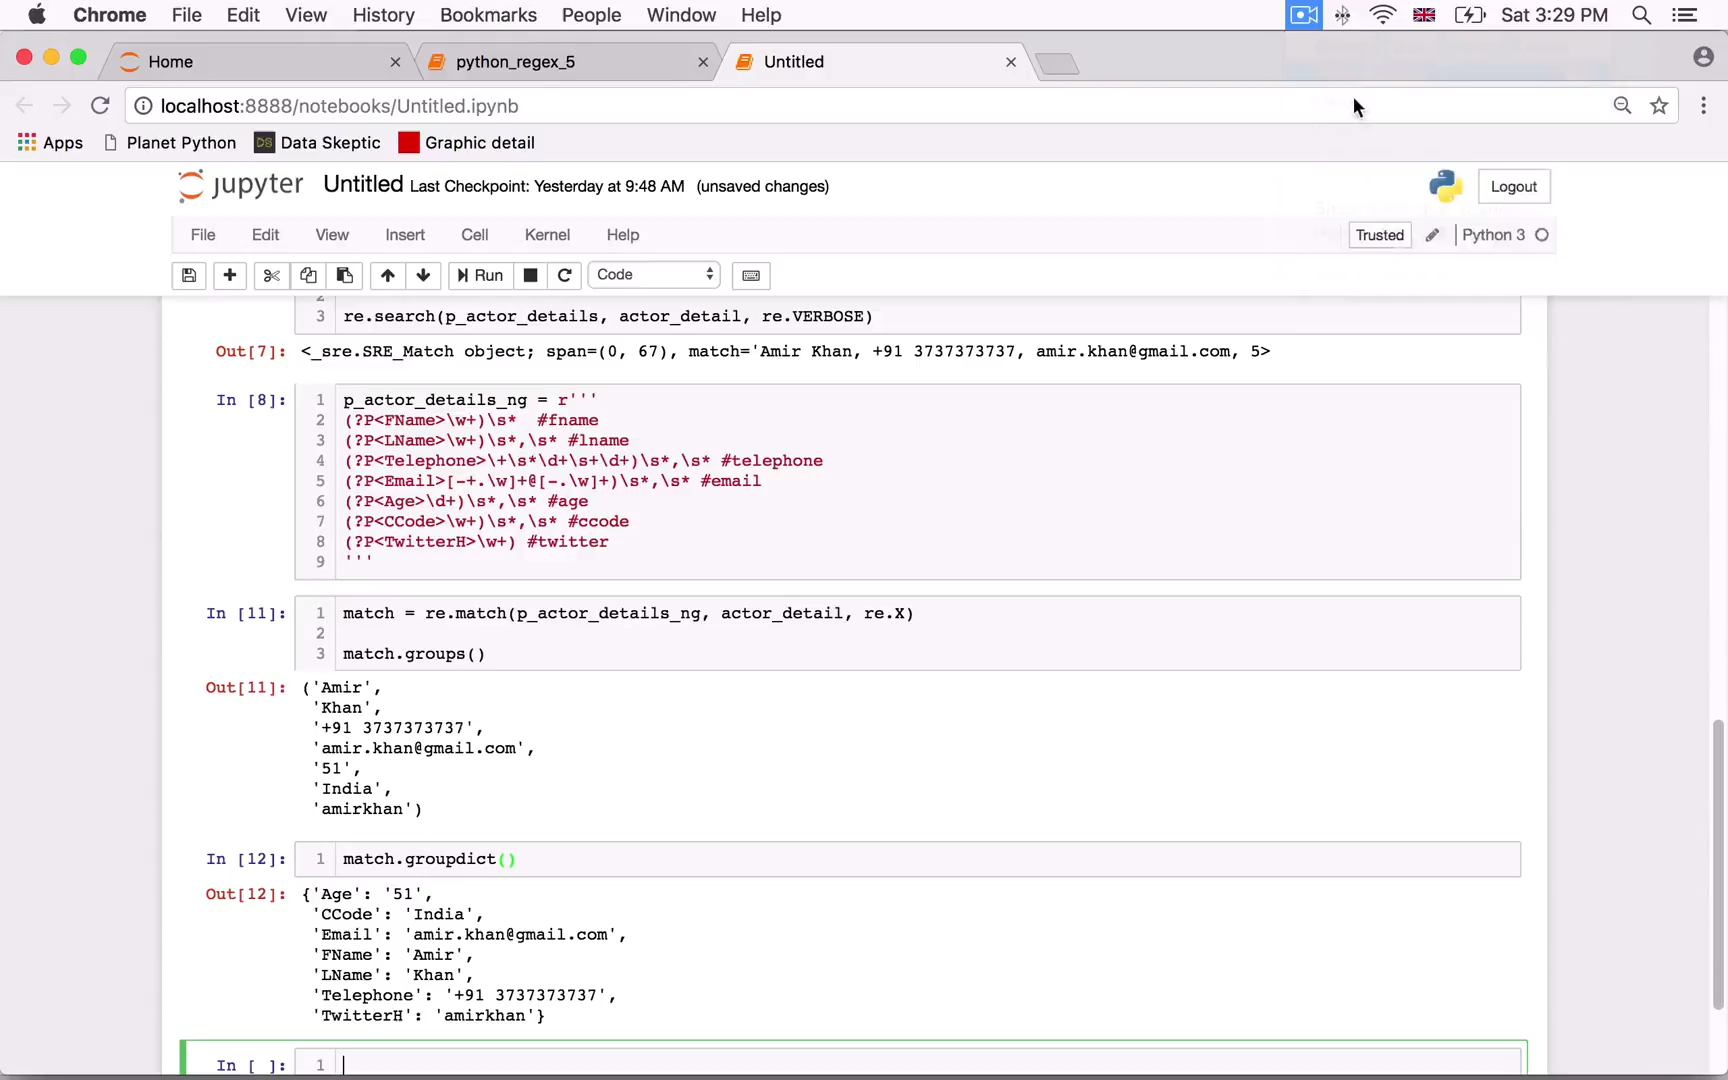 Chrome File Edit View History Bookmarks People Window Help Sat 3:29 PM
Home python_regex_5 Untitled
localhost:8888/notebooks/Untitled.ipynb
Apps Planet Python DS Data Skeptic Graphic detail
jupyter Untitled Last Checkpoint: Yesterday at 9:48 AM (unsaved changes) Logout
File Edit View Insert Cell Kernel Help Trusted Python 3
Run Code
2
3 re.search(p_actor_details, actor_detail, re.VERBOSE)
Out[7]: <_sre.SRE_Match object; span=(0, 67), match='Amir Khan, +91 3737373737, amir.khan@gmail.com, 5>
In [8]: 1 p_actor_details_ng = r'''
2 (?P<FName>\w+)\s*  #fname
3 (?P<LName>\w+)\s*,\s* #lname
4 (?P<Telephone>\+\s*\d+\s+\d+)\s*,\s* #telephone
5 (?P<Email>[-+.\w]+@[-.\w]+)\s*,\s* #email
6 (?P<Age>\d+)\s*,\s* #age
7 (?P<CCode>\w+)\s*,\s* #ccode
8 (?P<TwitterH>\w+) #twitter
9 '''
In [11]: 1 match = re.match(p_actor_details_ng, actor_detail, re.X)
2
3 match.groups()
Out[11]: ('Amir',
'Khan',
'+91 3737373737',
'amir.khan@gmail.com',
'51',
'India',
'amirkhan')
In [12]: 1 match.groupdict()
Out[12]: {'Age': '51',
'CCode': 'India',
'Email': 'amir.khan@gmail.com',
'FName': 'Amir',
'LName': 'Khan',
'Telephone': '+91 3737373737',
'TwitterH': 'amirkhan'}
In [ ]: 1